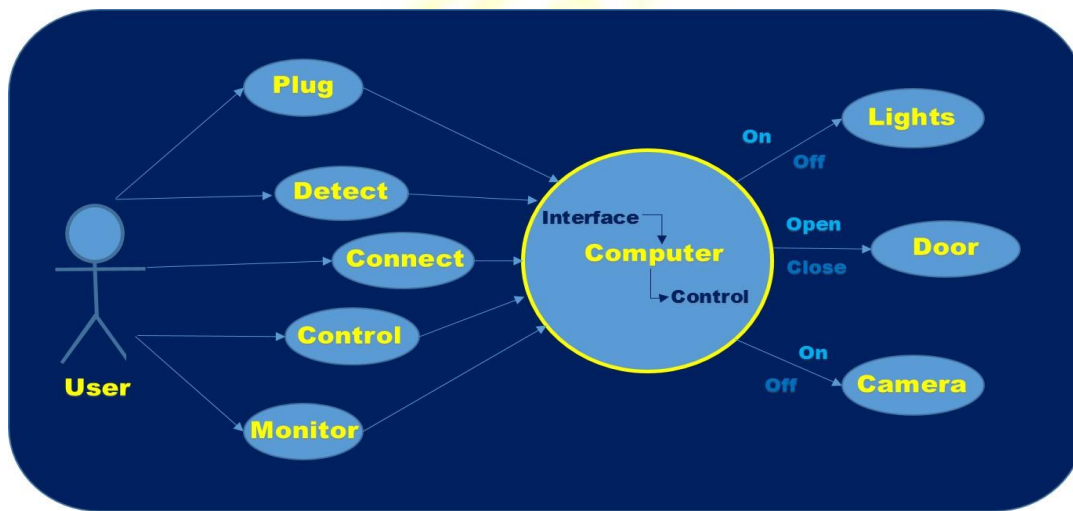 Plug
Lights
On
Off
Detect
Interface
Open
Connect
Computer
Door
Close
Control
Control
On
User
Off
Camera
Monitor